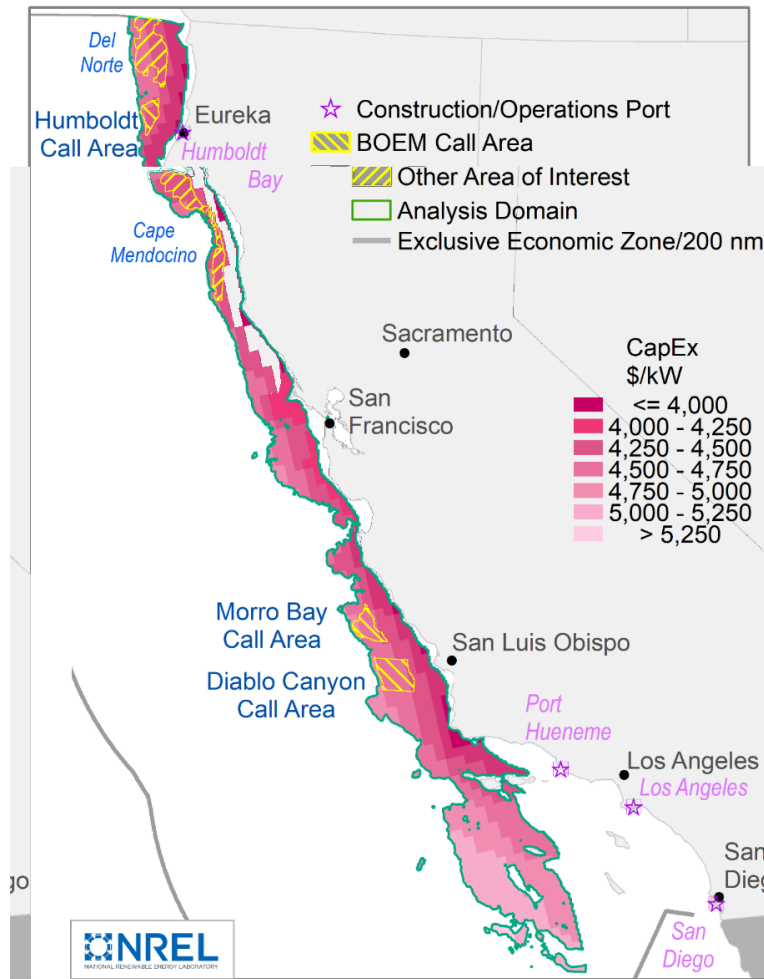 Del
Norte
Humboldt
Call Area
Eureka
Humboldt
Bay
Cape
Mendocino
Construction/Operations Port
BOEM Call Area
Other Area of Interest
Analysis Domain
Exclusive Economic Zone/200 nm
Sacramento
San
Francisco
CapEx
$/kW
<= 4,000
4,000 - 4,250
4,250 - 4,500
4,500 - 4,750
4,750 - 5,000
5,000 - 5,250
> 5,250
Morro Bay
Call Area
San Luis Obispo
Diablo Canyon
Call Area
Port
Hueneme
Los Angeles
Los Angeles
San
Dieg
go
San
Diego
NREL
NATIONAL RENEWABLE ENERGY LABORATORY